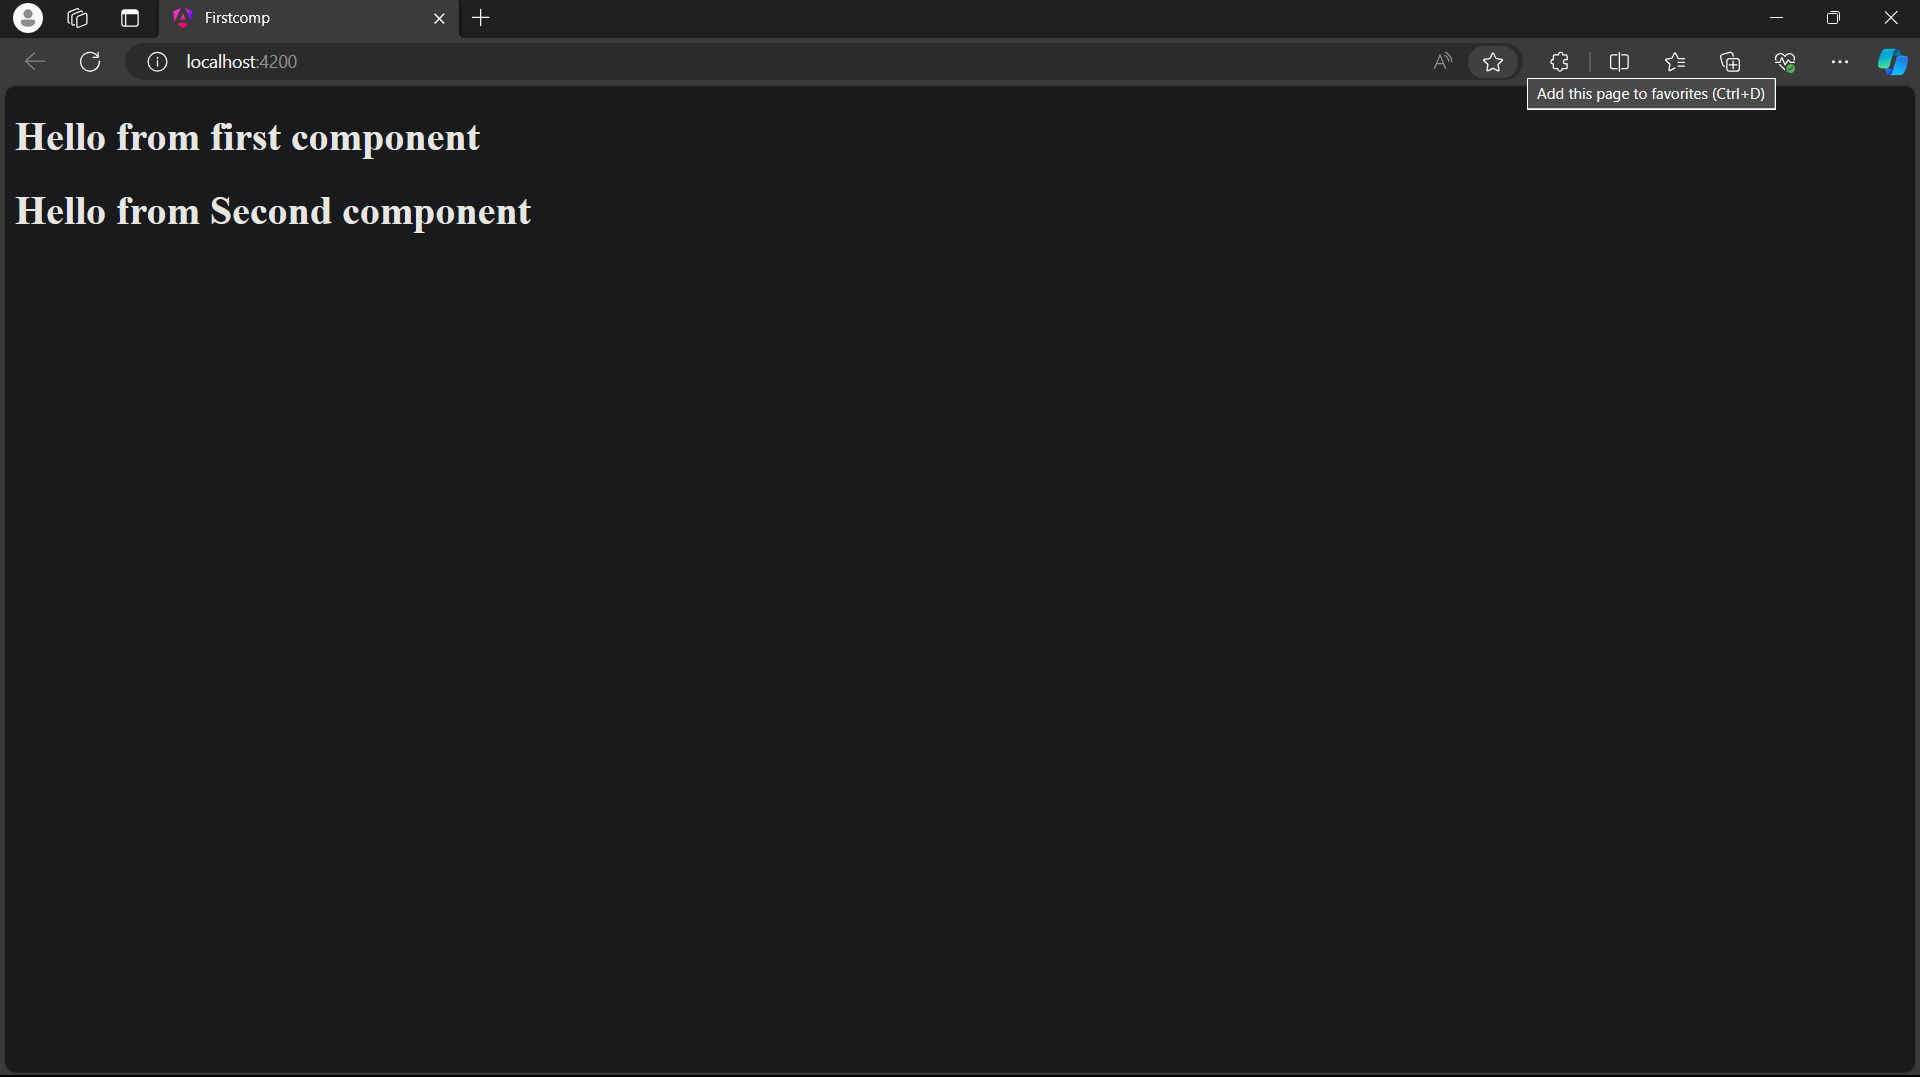 Firstcomp
localhost:4200
Add this page to favorites (Ctrl+D)
Hello from first component
Hello from Second component